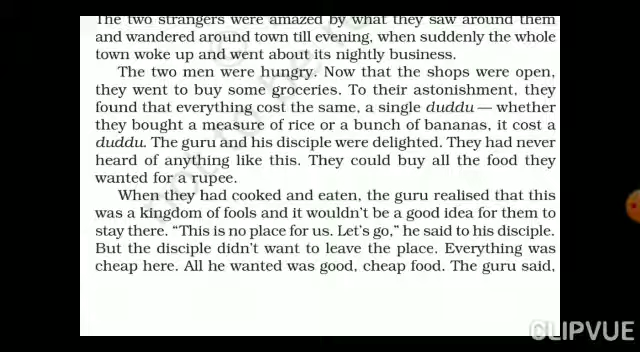 The two strangers were amazed by what they saw around them
and wandered around town till evening, when suddenly the whole
town woke up and went about its nightly business.
The two men were hungry. Now that the shops were open,
they went to buy some groceries. To their astonishment, they
found that everything cost the same, a single duddu — whether
they bought a measure of rice or a bunch of bananas, it cost a
duddu. The guru and his disciple were delighted. They had never
heard of anything like this. They could buy all the food they
wanted for a rupee.
When they had cooked and eaten, the guru realised that this
was a kingdom of fools and it wouldn't be a good idea for them to
stay there. “This is no place for us. Let's go,” he said to his disciple.
But the disciple didn't want to leave the place. Everything was
cheap here. All he wanted was good, cheap food. The guru said,
CLIPVUE